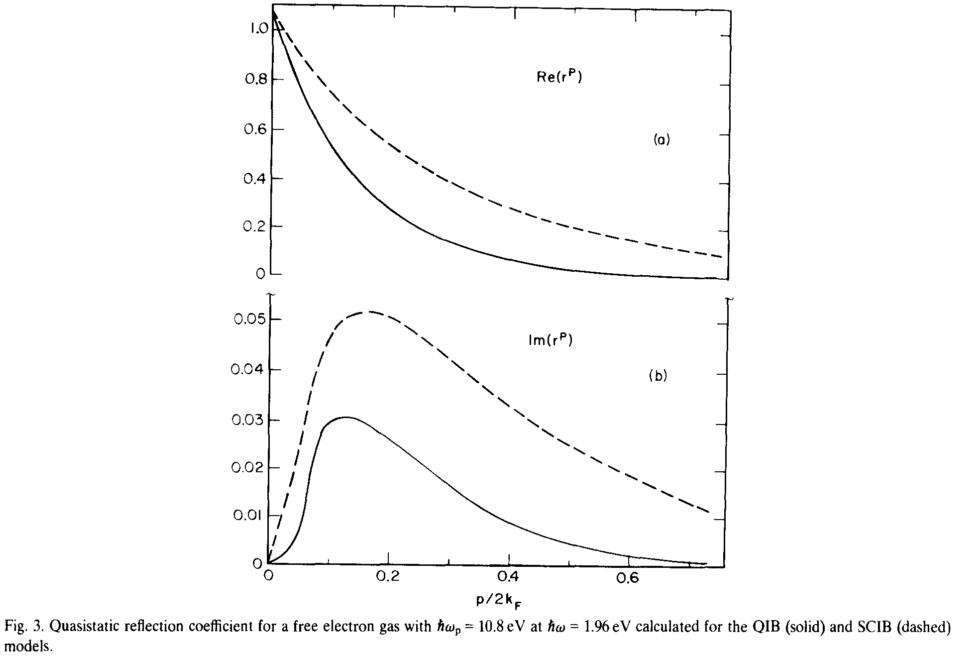 1.0
0.8
0.6
0.4
0.2
0
Re(rᴾ)
(a)
0.05
0.04
0.03
0.02
0.01
0
Im(rᴾ)
(b)
0 0.2 0.4 0.6
p/2k_F
Fig. 3. Quasistatic reflection coefficient for a free electron gas with ℏωₚ = 10.8 eV at ℏω = 1.96 eV calculated for the QIB (solid) and SCIB (dashed)
models.